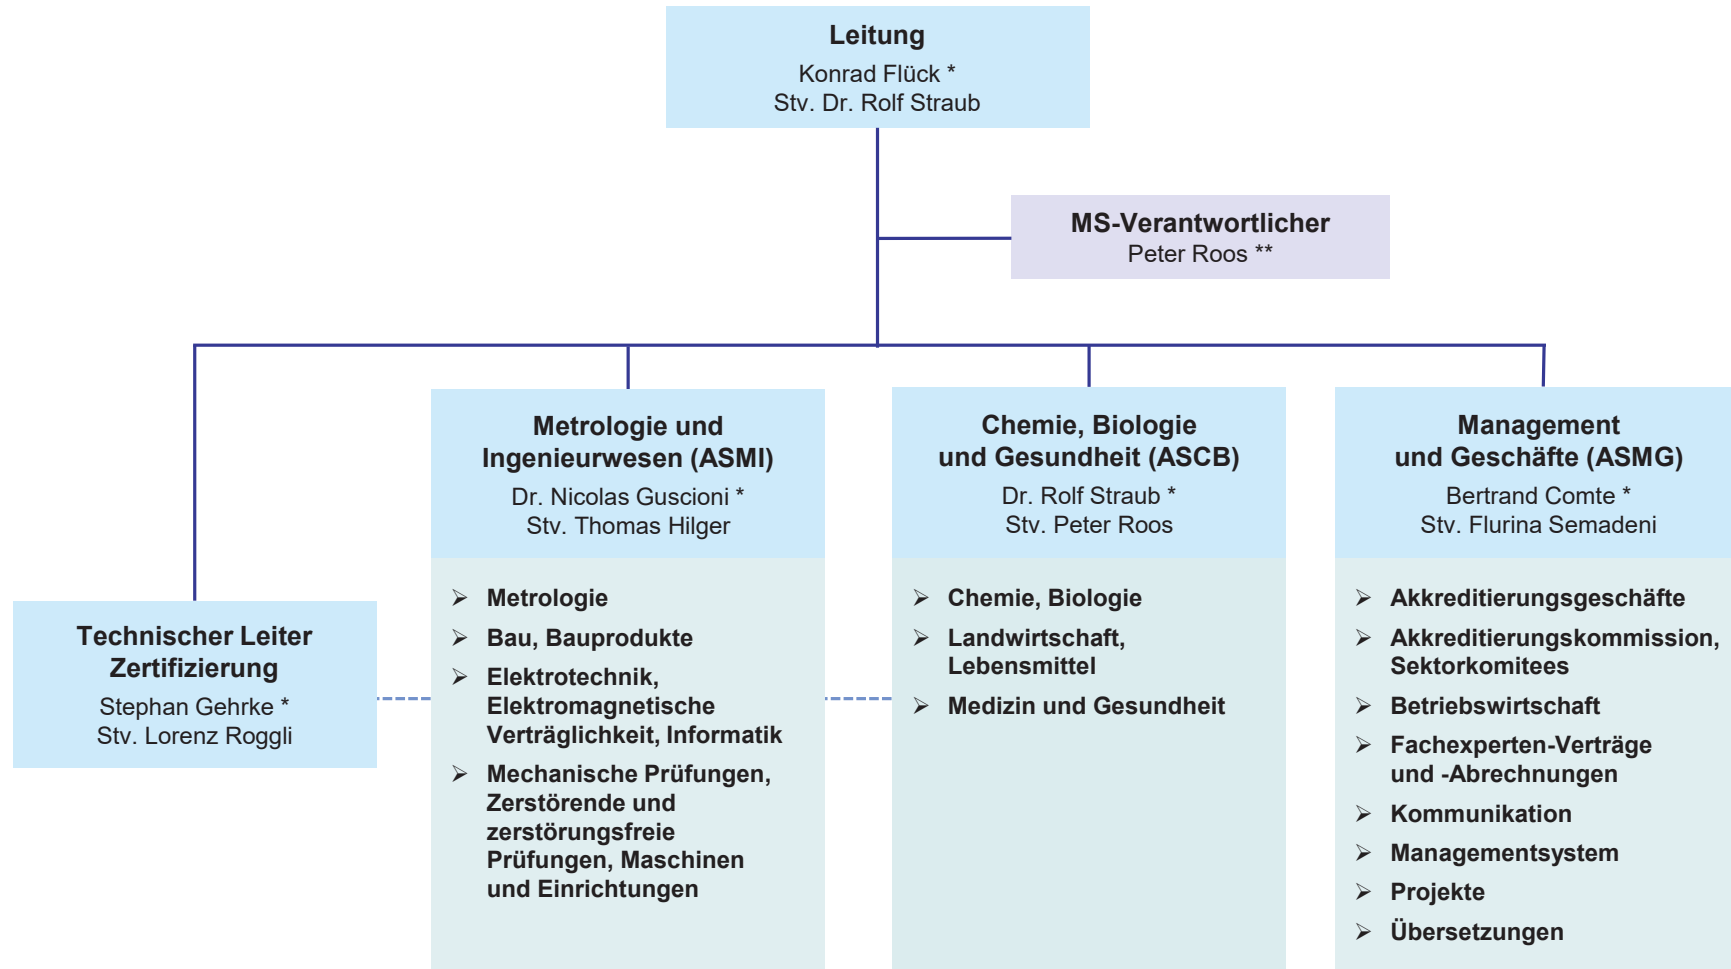 Leitung
Konrad Flück *
Stv. Dr. Rolf Straub
MS-Verantwortlicher
Peter Roos **
Technischer Leiter
Zertifizierung
Stephan Gehrke *
Stv. Lorenz Roggli
Metrologie und
Ingenieurwesen (ASMI)
Dr. Nicolas Guscioni *
Stv. Thomas Hilger
➢ Metrologie
➢ Bau, Bauprodukte
➢ Elektrotechnik,
Elektromagnetische
Verträglichkeit, Informatik
➢ Mechanische Prüfungen,
Zerstörende und
zerstörungsfreie
Prüfungen, Maschinen
und Einrichtungen
Chemie, Biologie
und Gesundheit (ASCB)
Dr. Rolf Straub *
Stv. Peter Roos
➢ Chemie, Biologie
➢ Landwirtschaft,
Lebensmittel
➢ Medizin und Gesundheit
Management
und Geschäfte (ASMG)
Bertrand Comte *
Stv. Flurina Semadeni
➢ Akkreditierungsgeschäfte
➢ Akkreditierungskommission,
Sektorkomitees
➢ Betriebswirtschaft
➢ Fachexperten-Verträge
und -Abrechnungen
➢ Kommunikation
➢ Managementsystem
➢ Projekte
➢ Übersetzungen